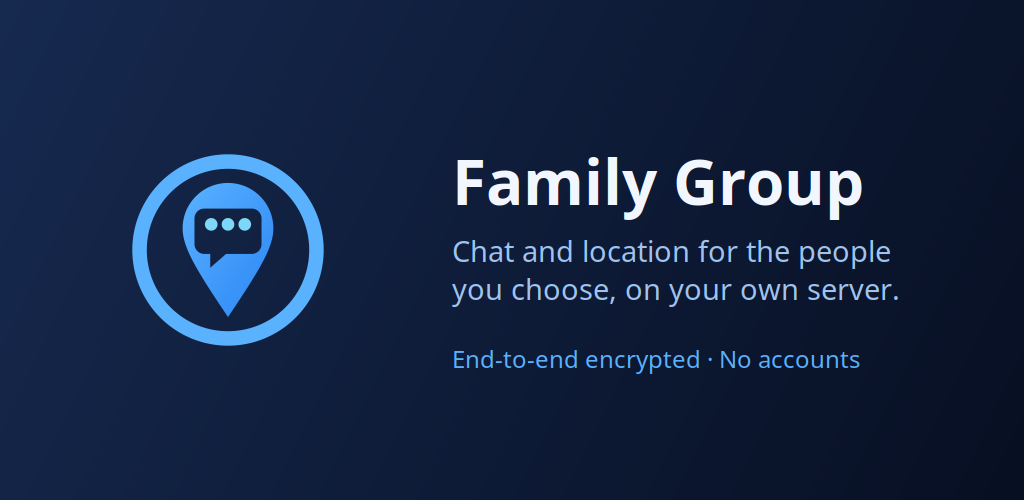 Family Group
Chat and location for the people
you choose, on your own server.
End-to-end encrypted · No accounts